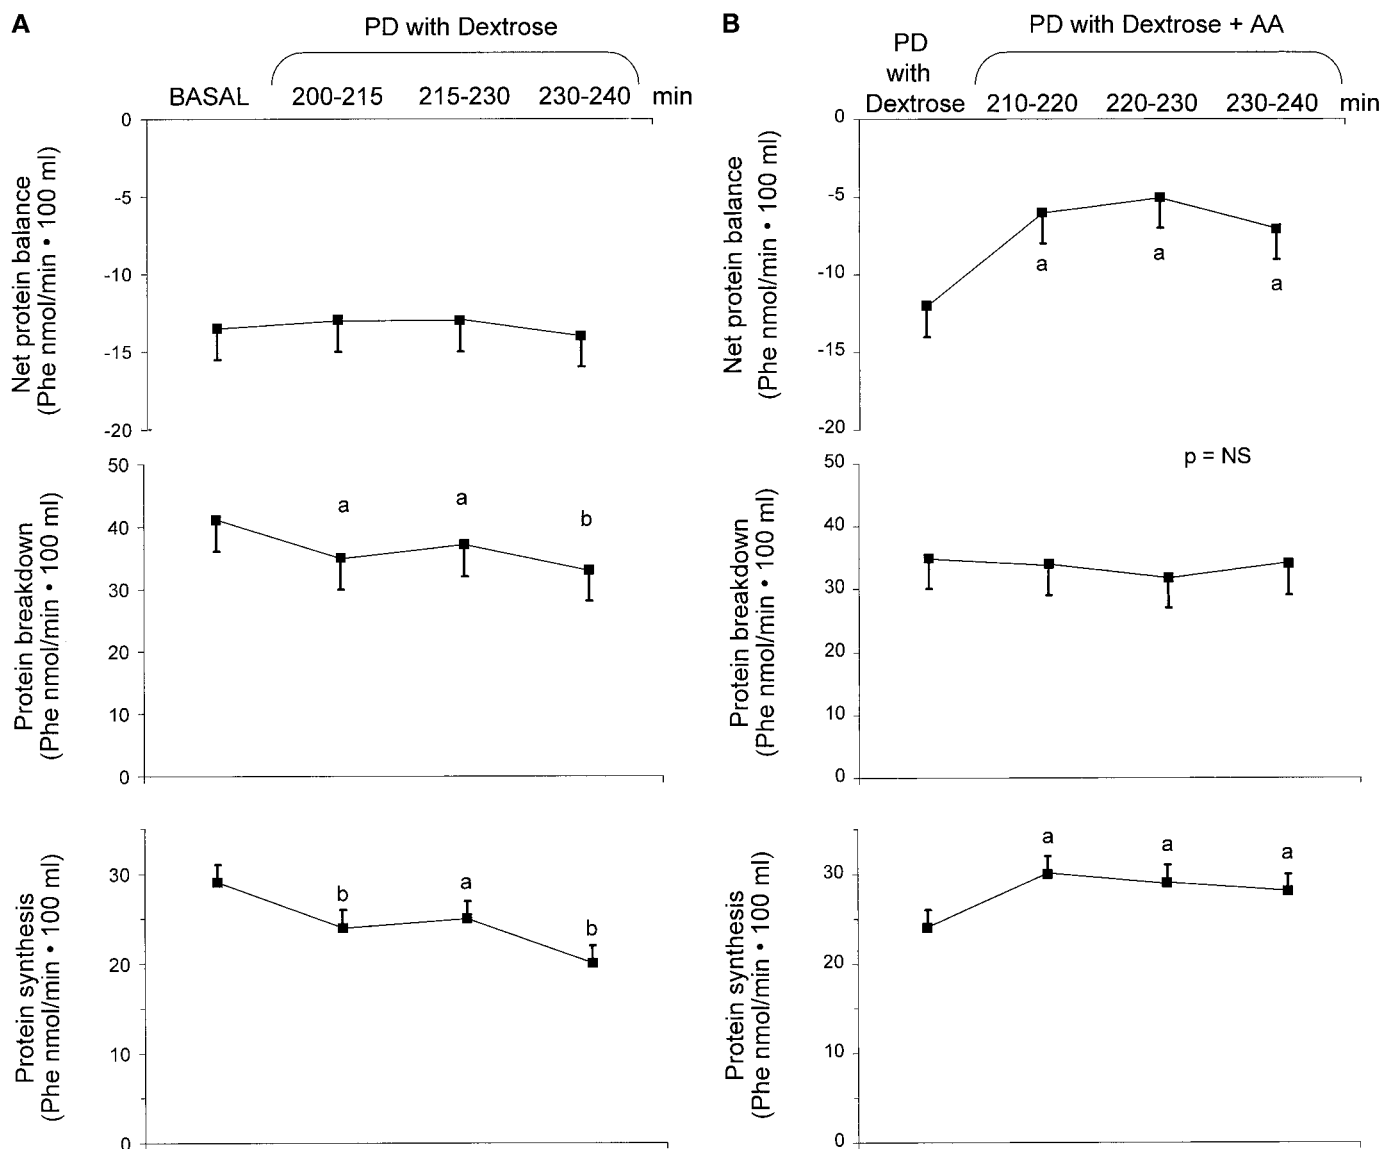 A
PD with Dextrose
BASAL 200-215 215-230 230-240 min
0
-5
-10
-15
-20
Net protein balance
(Phe nmol/min • 100 ml)
50
40
30
20
10
0
a a b
Protein breakdown
(Phe nmol/min • 100 ml)
30
20
10
0
b a b
Protein synthesis
(Phe nmol/min • 100 ml)
B
PD
with
Dextrose
PD with Dextrose + AA
210-220 220-230 230-240 min
0
-5
-10
-15
-20
a a a
Net protein balance
(Phe nmol/min • 100 ml)
p = NS
50
40
30
20
10
0
Protein breakdown
(Phe nmol/min • 100 ml)
30
20
10
0
a a a
Protein synthesis
(Phe nmol/min • 100 ml)